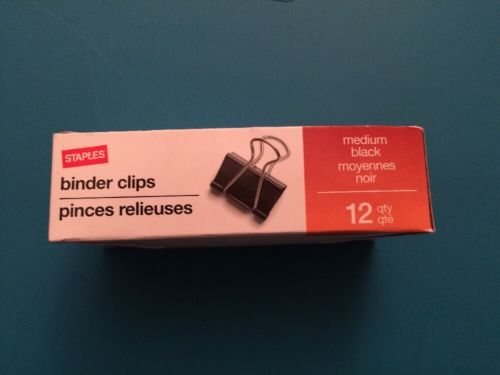 STAPLES
binder clips
pinces relieuses
medium
black
moyennes
noir
12 qty
qté